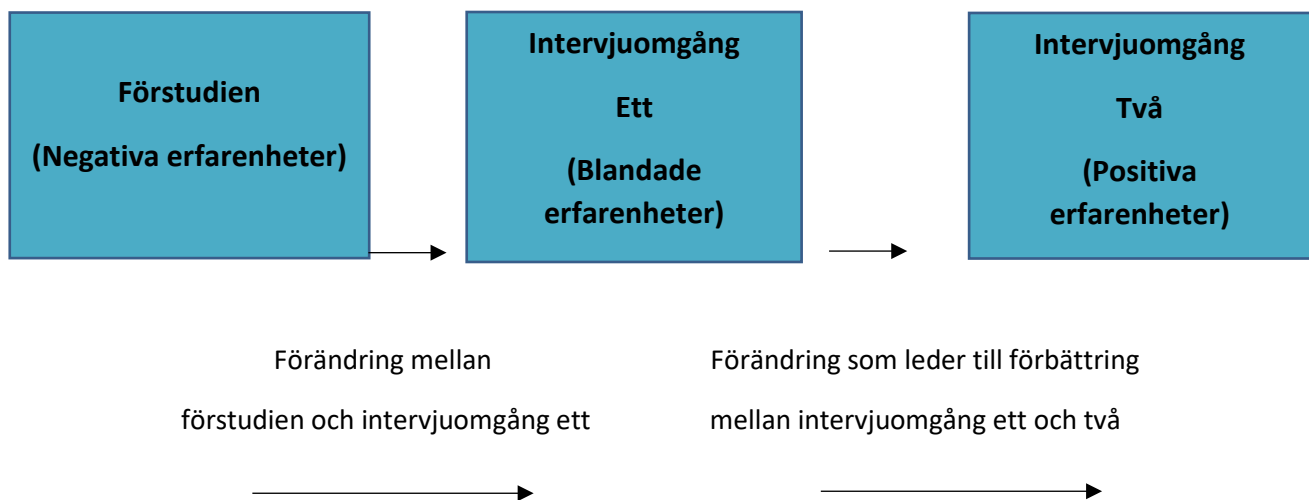 Förstudien
(Negativa erfarenheter)
Intervjuomgång
Ett
(Blandade
erfarenheter)
Intervjuomgång
Två
(Positiva
erfarenheter)
Förändring mellan
förstudien och intervjuomgång ett
Förändring som leder till förbättring
mellan intervjuomgång ett och två